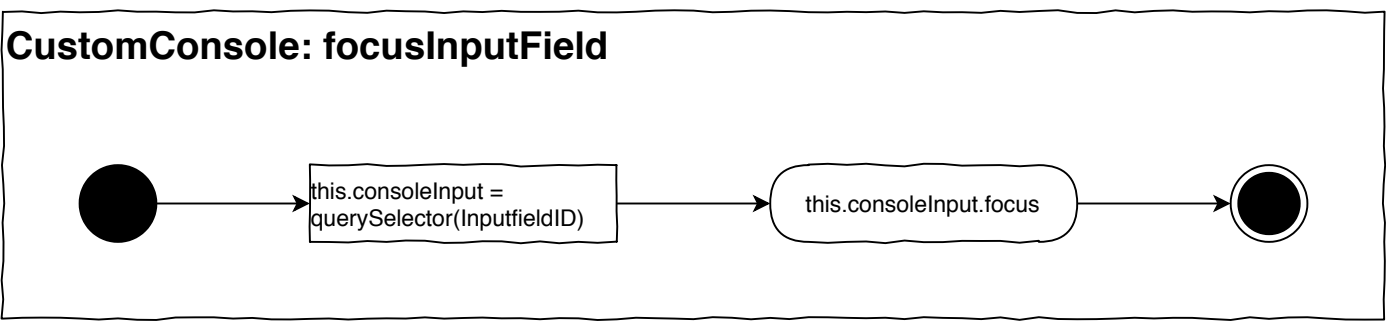 CustomConsole: focusInputField
this.consoleInput =
querySelector(InputfieldID)
this.consoleInput.focus